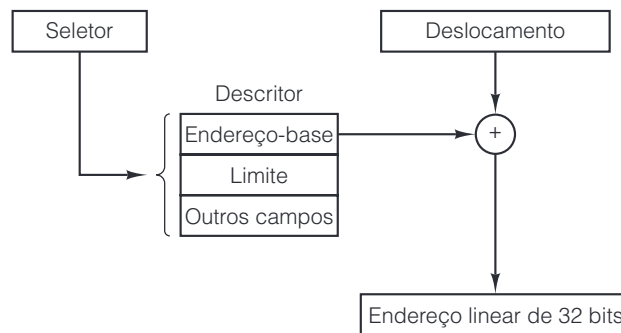 Seletor
Deslocamento
Descritor
Endereço-base
+
Limite
Outros campos
Endereço linear de 32 bits